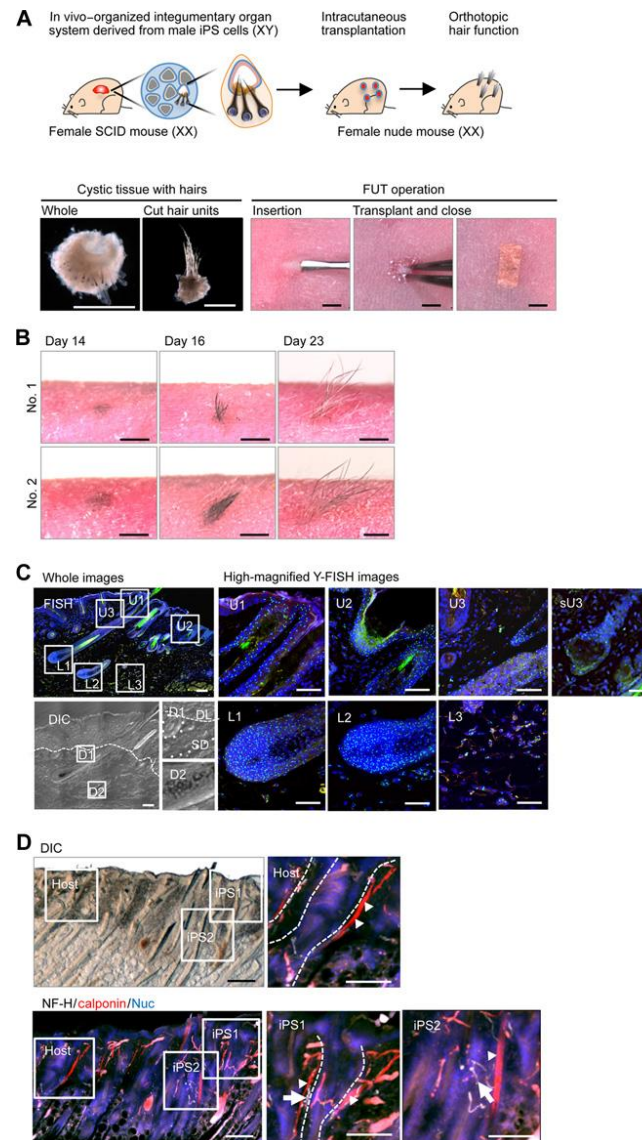 A
In vivo–organized integumentary organ
system derived from male iPS cells (XY)
Intracutaneous
transplantation
Orthotopic
hair function
Female SCID mouse (XX)
Female nude mouse (XX)
Cystic tissue with hairs
FUT operation
Whole
Cut hair units
Insertion
Transplant and close
B
Day 14
Day 16
Day 23
No. 1
No. 2
C
Whole images
High-magnified Y-FISH images
FISH
U3
U1
U2
L1
L2
L3
U1
U2
U3
sU3
DIC
D1
D2
D1
DL
SD
D2
L1
L2
L3
D
DIC
Host
iPS1
iPS2
Host
NF-H/calponin/Nuc
Host
iPS1
iPS2
iPS1
iPS2